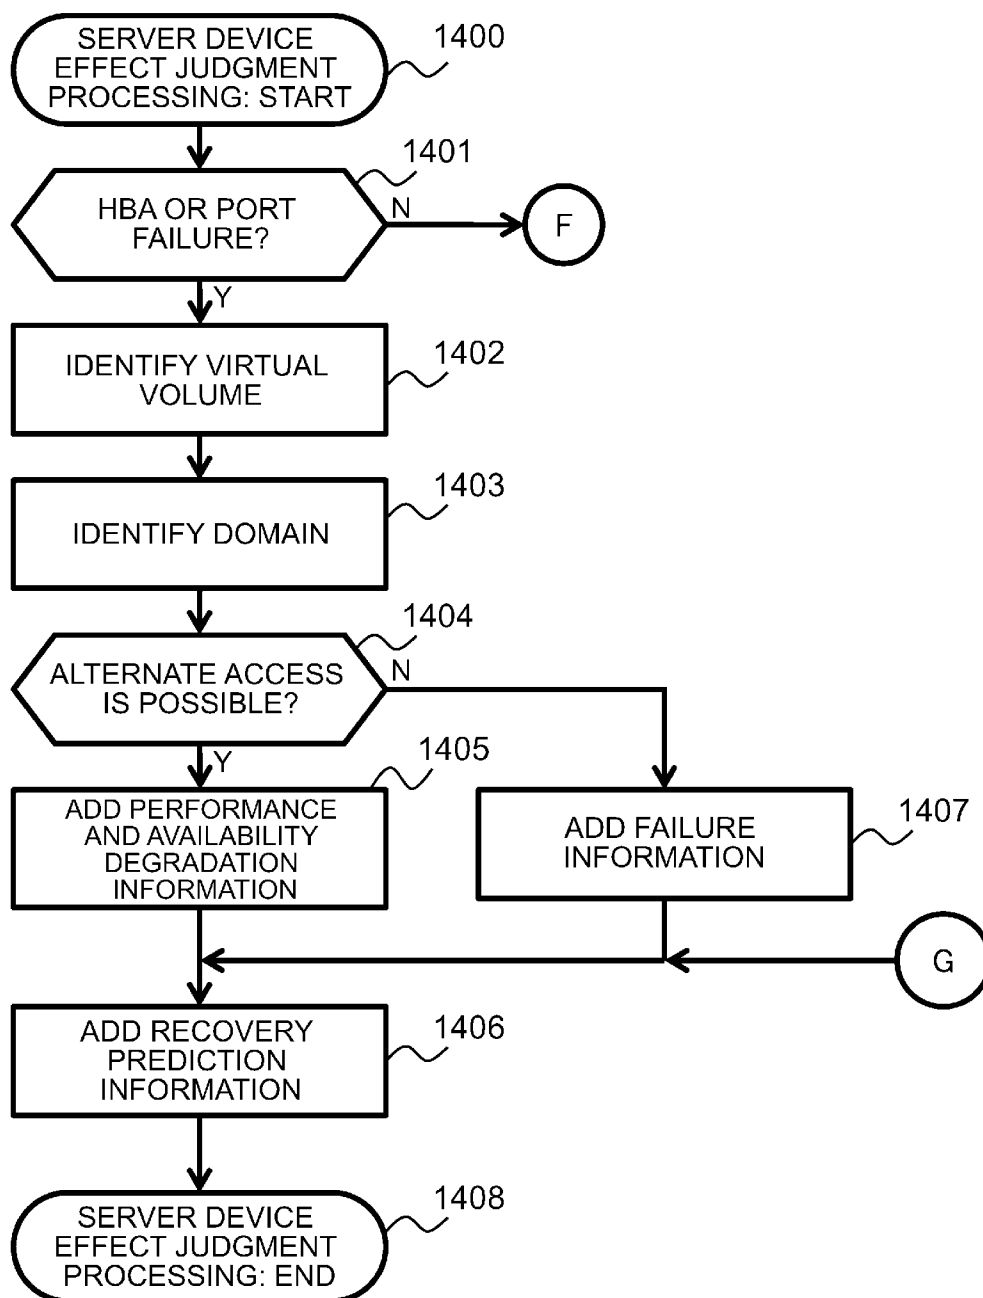 SERVER DEVICE
EFFECT JUDGMENT
PROCESSING: START
1400
1401
HBA OR PORT
FAILURE?
N
F
Y
IDENTIFY VIRTUAL
VOLUME
1402
IDENTIFY DOMAIN
1403
1404
ALTERNATE ACCESS
IS POSSIBLE?
N
Y
1405
ADD PERFORMANCE
AND AVAILABILITY
DEGRADATION
INFORMATION
ADD FAILURE
INFORMATION
1407
G
ADD RECOVERY
PREDICTION
INFORMATION
1406
SERVER DEVICE
EFFECT JUDGMENT
PROCESSING: END
1408